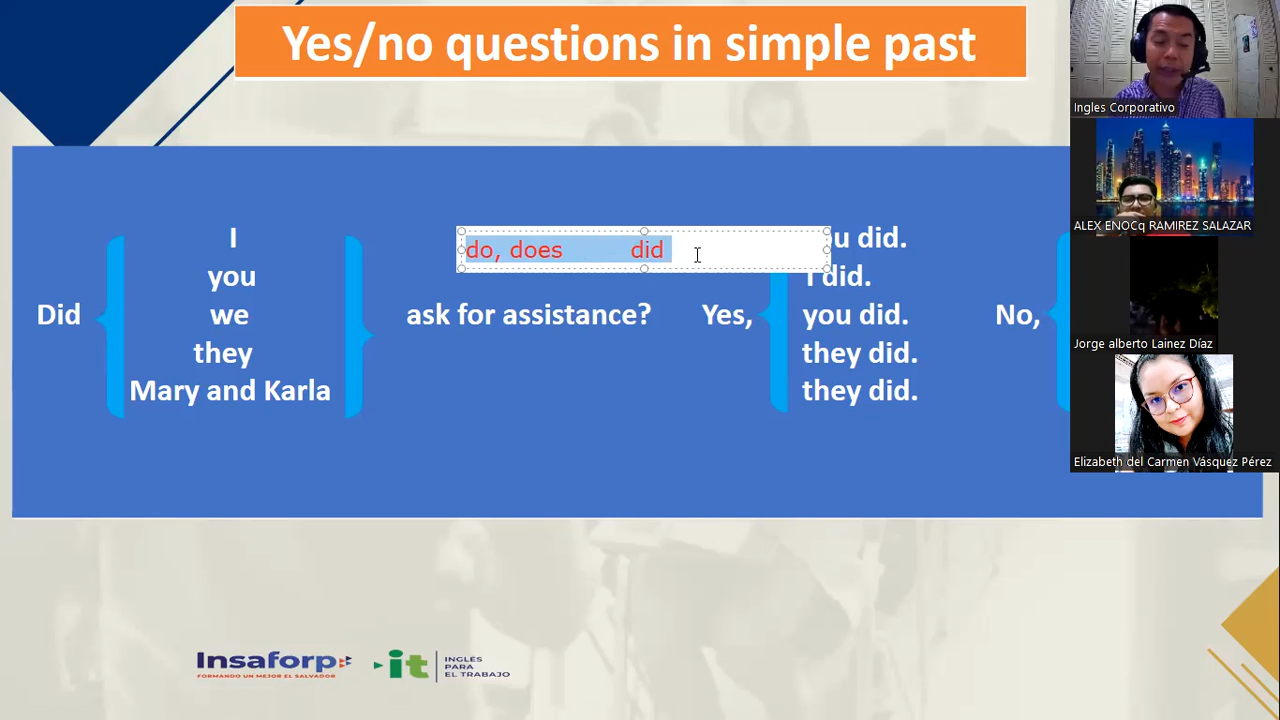 Yes/no questions in simple past
Ingles Corporativo
ALEX ENOCq RAMIREZ SALAZAR
Jorge alberto Lainez Díaz
Elizabeth del Carmen Vásquez Pérez
do, does did
Did
I
you
we
they
Mary and Karla
ask for assistance?
Yes,
did.
I did.
you did.
they did.
they did.
No,
Insaforp
FORMANDO UN MEJOR EL SALVADOR
it
INGLES
PARA
EL TRABAJO